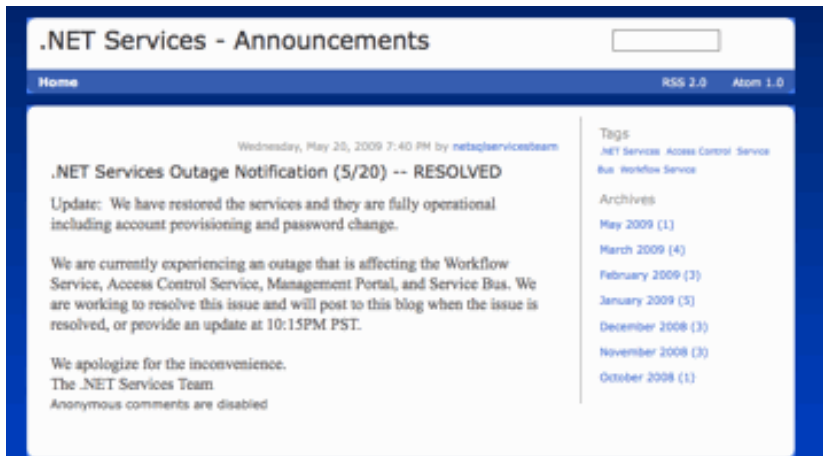 .NET Services - Announcements
Home
RSS 2.0 Atom 1.0
Wednesday, May 20, 2009 7:40 PM by netsqlservicesteam
.NET Services Outage Notification (5/20) -- RESOLVED
Update: We have restored the services and they are fully operational
including account provisioning and password change.
We are currently experiencing an outage that is affecting the Workflow
Service, Access Control Service, Management Portal, and Service Bus. We
are working to resolve this issue and will post to this blog when the issue is
resolved, or provide an update at 10:15PM PST.
We apologize for the inconvenience.
The .NET Services Team
Anonymous comments are disabled
Tags
.NET Services Access Control Service
Bus Workflow Service
Archives
May 2009 (1)
March 2009 (4)
February 2009 (3)
January 2009 (5)
December 2008 (3)
November 2008 (3)
October 2008 (1)